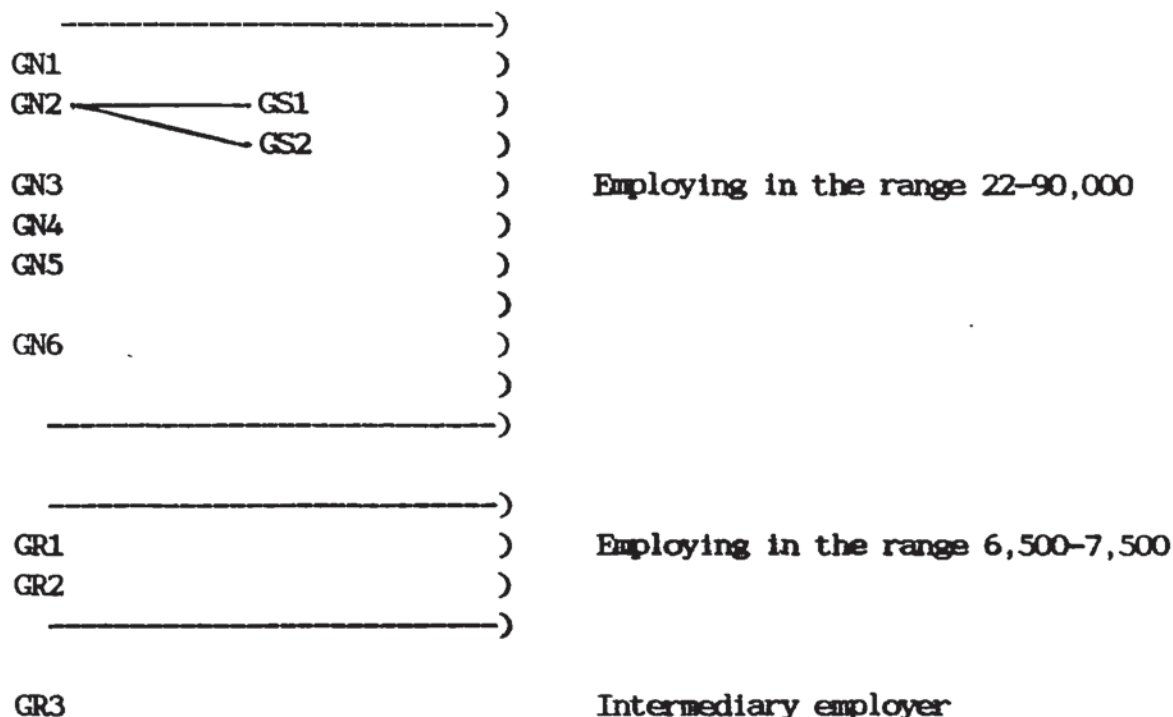 --------------------------------)
GN1 )
GN2 GS1 )
GS2 )
GN3 ) Employing in the range 22-90,000
GN4 )
GN5 )
)
GN6 )
)
--------------------------------)
--------------------------------)
GR1 ) Employing in the range 6,500-7,500
GR2 )
--------------------------------)
GR3 Intermediary employer